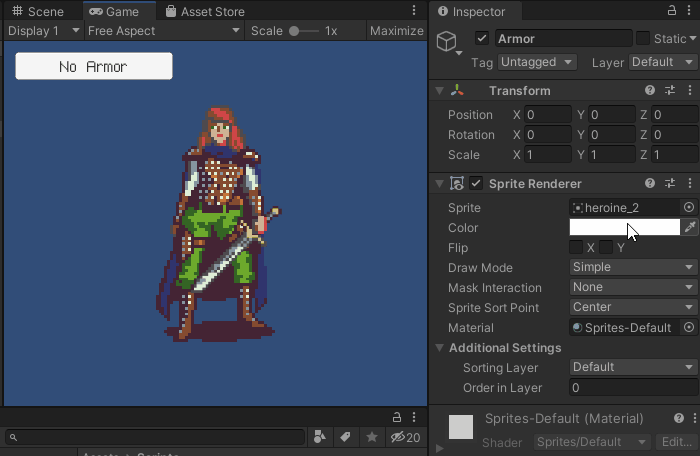 Scene Game Asset Store
Display 1 Free Aspect Scale 1x Maximize
No Armor
20
Assets Scripts
Inspector
Armor Static
Tag Untagged Layer Default
Transform
Position X 0 Y 0 Z 0
Rotation X 0 Y 0 Z 0
Scale X 1 Y 1 Z 1
Sprite Renderer
Sprite heroine_2
Color
Flip X Y
Draw Mode Simple
Mask Interaction None
Sprite Sort Point Center
Material Sprites-Default
Additional Settings
Sorting Layer Default
Order in Layer 0
Sprites-Default (Material)
Shader Sprites/Default Edit...